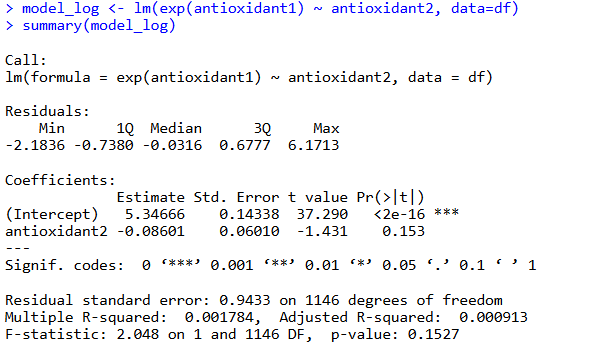 > model_log <- lm(exp(antioxidant1) ~ antioxidant2, data=df)
> summary(model_log)
Call:
lm(formula = exp(antioxidant1) ~ antioxidant2, data = df)
Residuals:
    Min      1Q  Median      3Q     Max
-2.1836 -0.7380 -0.0316  0.6777  6.1713
Coefficients:
             Estimate Std. Error t value Pr(>|t|)
(Intercept)   5.34666    0.14338  37.290   <2e-16 ***
antioxidant2 -0.08601    0.06010  -1.431    0.153
---
Signif. codes:  0 ‘***’ 0.001 ‘**’ 0.01 ‘*’ 0.05 ‘.’ 0.1 ‘ ’ 1
Residual standard error: 0.9433 on 1146 degrees of freedom
Multiple R-squared:  0.001784,  Adjusted R-squared:  0.000913
F-statistic: 2.048 on 1 and 1146 DF,  p-value: 0.1527